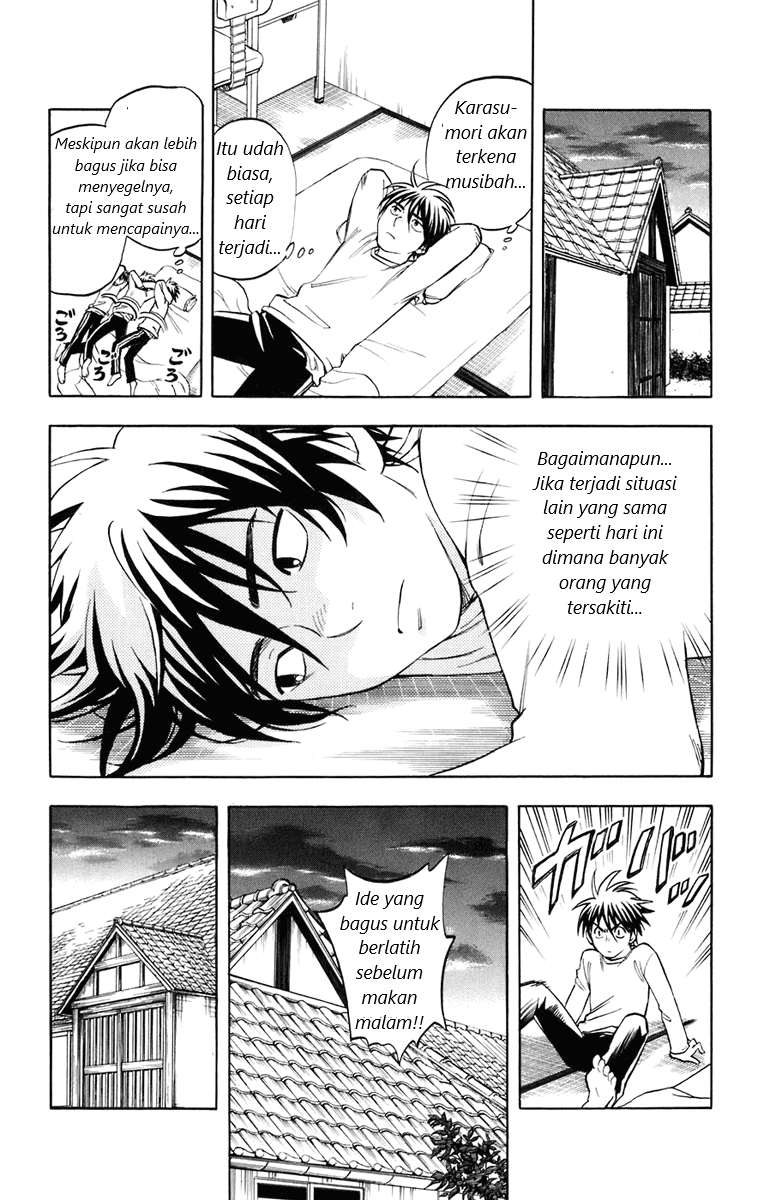 Karasu-
mori akan
terkena
musibah...
Itu udah
biasa,
setiap
hari
terjadi...
Meskipun akan lebih
bagus jika bisa
menyegelnya,
tapi sangat susah
untuk mencapainya...
ごろ
ごろ
ごろ
Bagaimanapun...
Jika terjadi situasi
lain yang sama
seperti hari ini
dimana banyak
orang yang
tersakiti...
ガバッ
Ide yang
bagus untuk
berlatih
sebelum
makan
malam!!